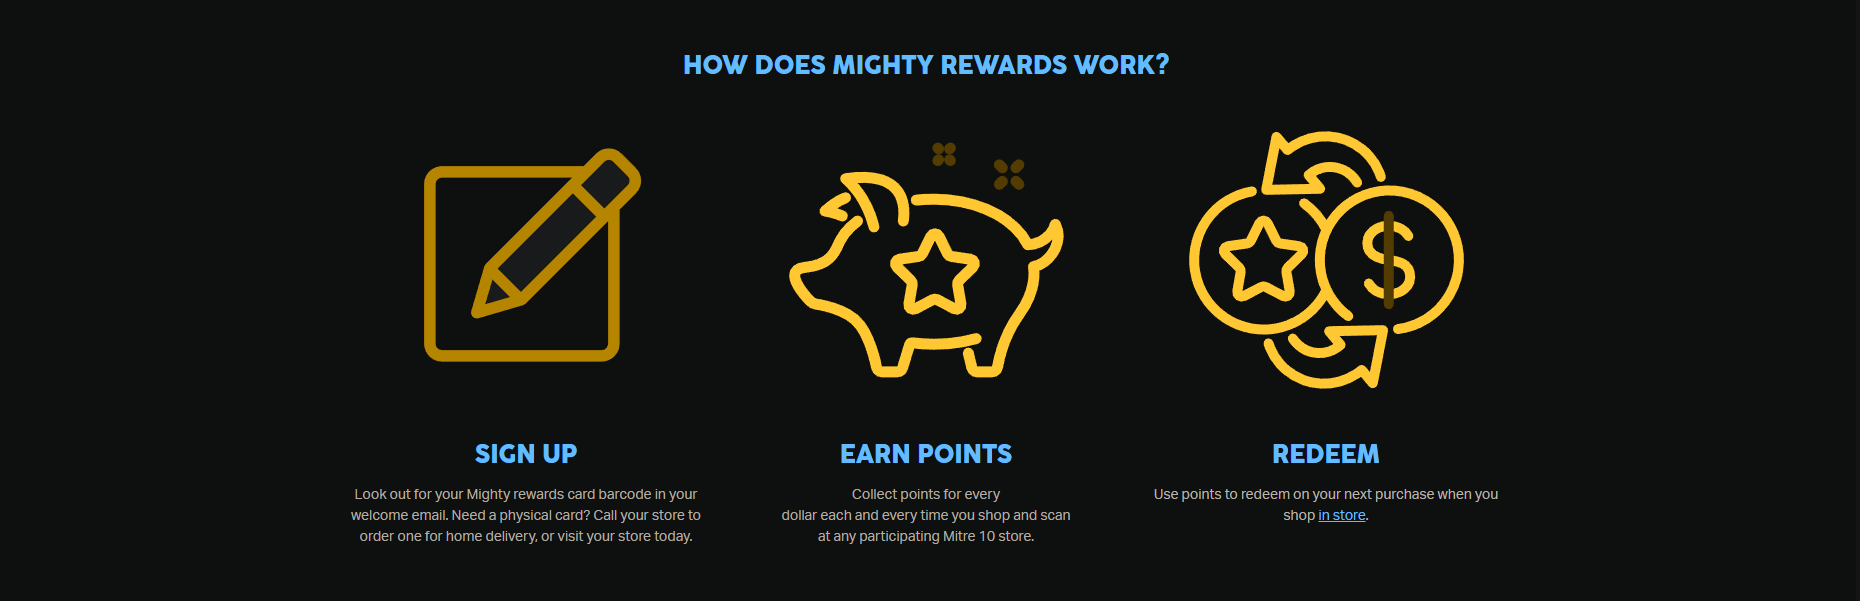 HOW DOES MIGHTY REWARDS WORK?
$
SIGN UP
Look out for your Mighty rewards card barcode in your
welcome email. Need a physical card? Call your store to
order one for home delivery, or visit your store today.
EARN POINTS
Collect points for every
dollar each and every time you shop and scan
at any participating Mitre 10 store.
REDEEM
Use points to redeem on your next purchase when you
shop in store.